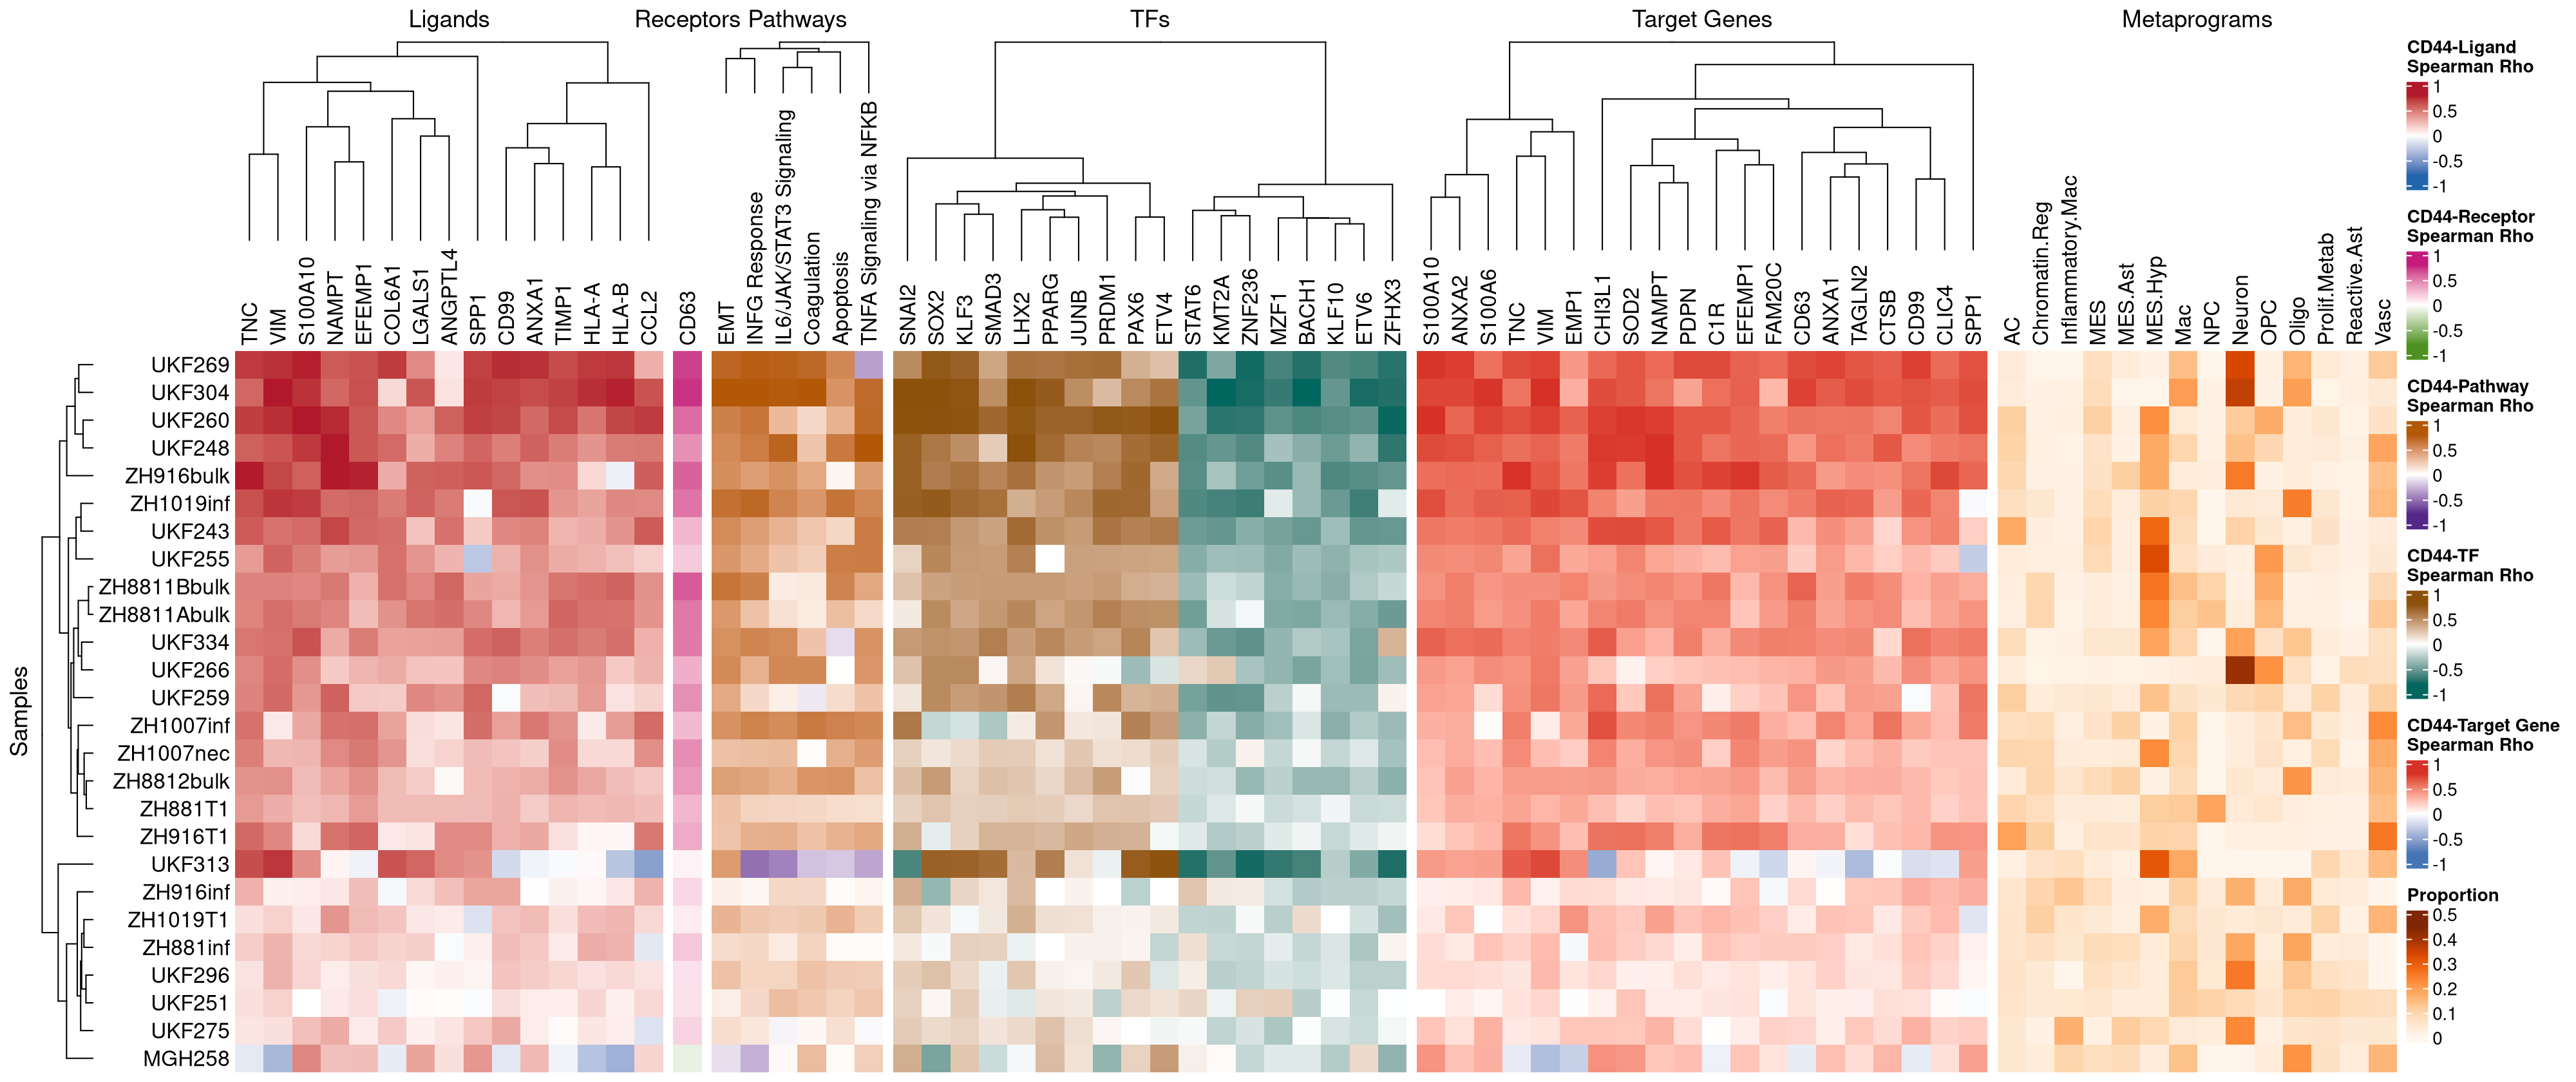 Ligands
Receptors
Pathways
TFs
Target Genes
Metaprograms
TNC
VIM
S100A10
NAMPT
EFEMP1
COL6A1
LGALS1
ANGPTL4
SPP1
CD99
ANXA1
TIMP1
HLA-A
HLA-B
CCL2
CD63
EMT
INFG Response
IL6/JAK/STAT3 Signaling
Coagulation
Apoptosis
TNFA Signaling via NFKB
SNAI2
SOX2
KLF3
SMAD3
LHX2
PPARG
JUNB
PRDM1
PAX6
ETV4
STAT6
KMT2A
ZNF236
MZF1
BACH1
KLF10
ETV6
ZFHX3
S100A10
ANXA2
S100A6
TNC
VIM
EMP1
CHI3L1
SOD2
NAMPT
PDPN
C1R
EFEMP1
FAM20C
CD63
ANXA1
TAGLN2
CTSB
CD99
CLIC4
SPP1
AC
Chromatin.Reg
Inflammatory.Mac
MES
MES.Ast
MES.Hyp
Mac
NPC
Neuron
OPC
Oligo
Prolif.Metab
Reactive.Ast
Vasc
Samples
UKF269
UKF304
UKF260
UKF248
ZH916bulk
ZH1019inf
UKF243
UKF255
ZH8811Bbulk
ZH8811Abulk
UKF334
UKF266
UKF259
ZH1007inf
ZH1007nec
ZH8812bulk
ZH881T1
ZH916T1
UKF313
ZH916inf
ZH1019T1
ZH881inf
UKF296
UKF251
UKF275
MGH258
CD44-Ligand
Spearman Rho
1
0.5
0
-0.5
-1
CD44-Receptor
Spearman Rho
1
0.5
0
-0.5
-1
CD44-Pathway
Spearman Rho
1
0.5
0
-0.5
-1
CD44-TF
Spearman Rho
1
0.5
0
-0.5
-1
CD44-Target Gene
Spearman Rho
1
0.5
0
-0.5
-1
Proportion
0.5
0.4
0.3
0.2
0.1
0